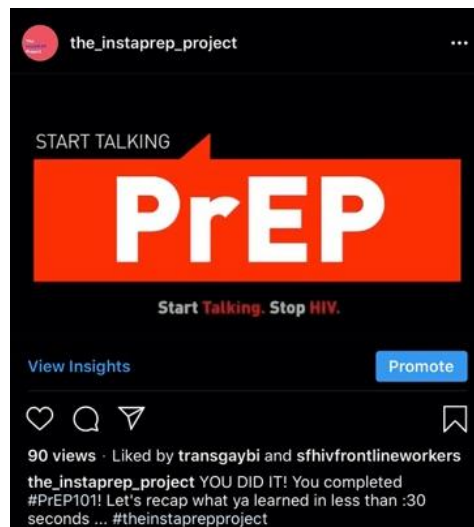 the_instaprep_project
START TALKING
PrEP
Start Talking. Stop HIV.
View Insights
Promote
90 views · Liked by transgaybi and sfhivfrontlineworkers
the_instaprep_project YOU DID IT! You completed
#PrEP101! Let's recap what ya learned in less than :30
seconds ... #theinstaprepproject